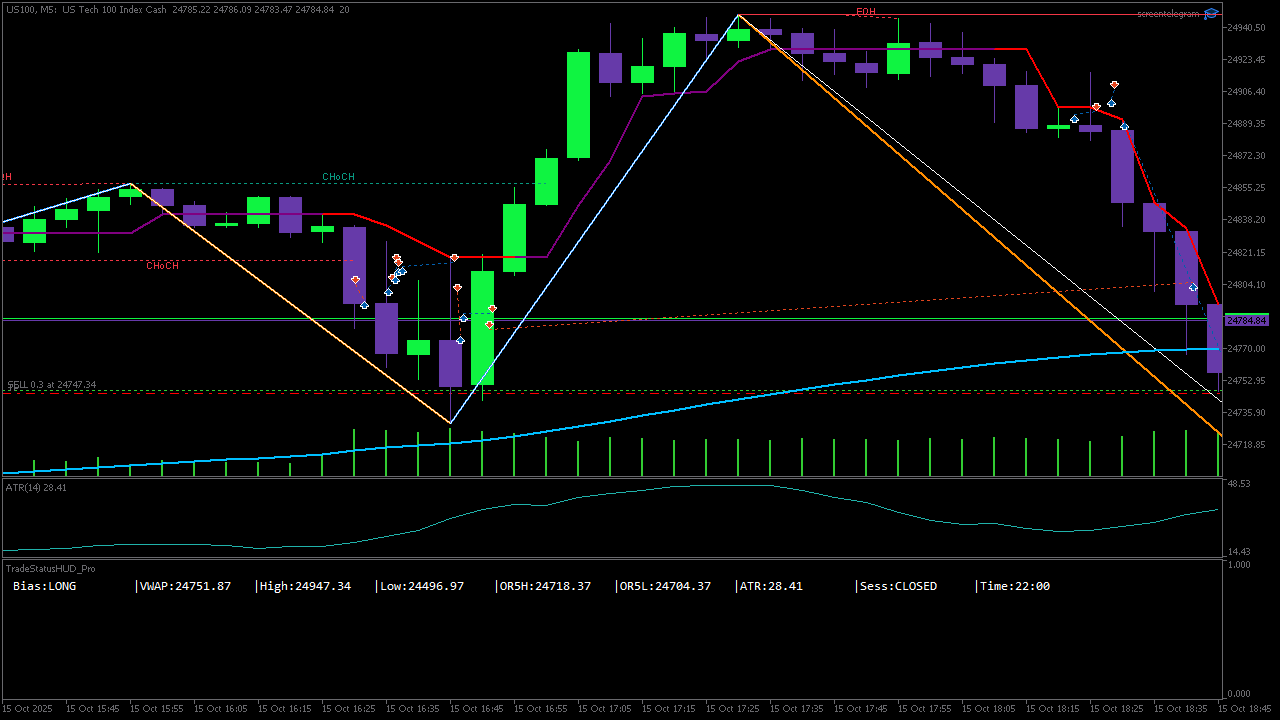 US100, M5:  US Tech 100 Index Cash  24785.22 24786.09 24783.47 24784.84  20
screentelegram
EQH
24940.50
24923.45
24906.40
24889.35
24872.30
24855.25
24838.20
24821.15
24804.10
24784.84
24770.00
24752.95
24735.90
24718.85
CHoCH
CHoCH
SELL 0.3 at 24747.34
ATR(14) 28.41
48.53
14.43
TradeStatusHUD_Pro
1.000
Bias:LONG |VWAP:24751.87 |High:24947.34 |Low:24496.97 |OR5H:24718.37 |OR5L:24704.37 |ATR:28.41 |Sess:CLOSED |Time:22:00
0.000
15 Oct 2025 15 Oct 15:45 15 Oct 15:55 15 Oct 16:05 15 Oct 16:15 15 Oct 16:25 15 Oct 16:35 15 Oct 16:45 15 Oct 16:55 15 Oct 17:05 15 Oct 17:15 15 Oct 17:25 15 Oct 17:35 15 Oct 17:45 15 Oct 17:55 15 Oct 18:05 15 Oct 18:15 15 Oct 18:25 15 Oct 18:35 15 Oct 18:45